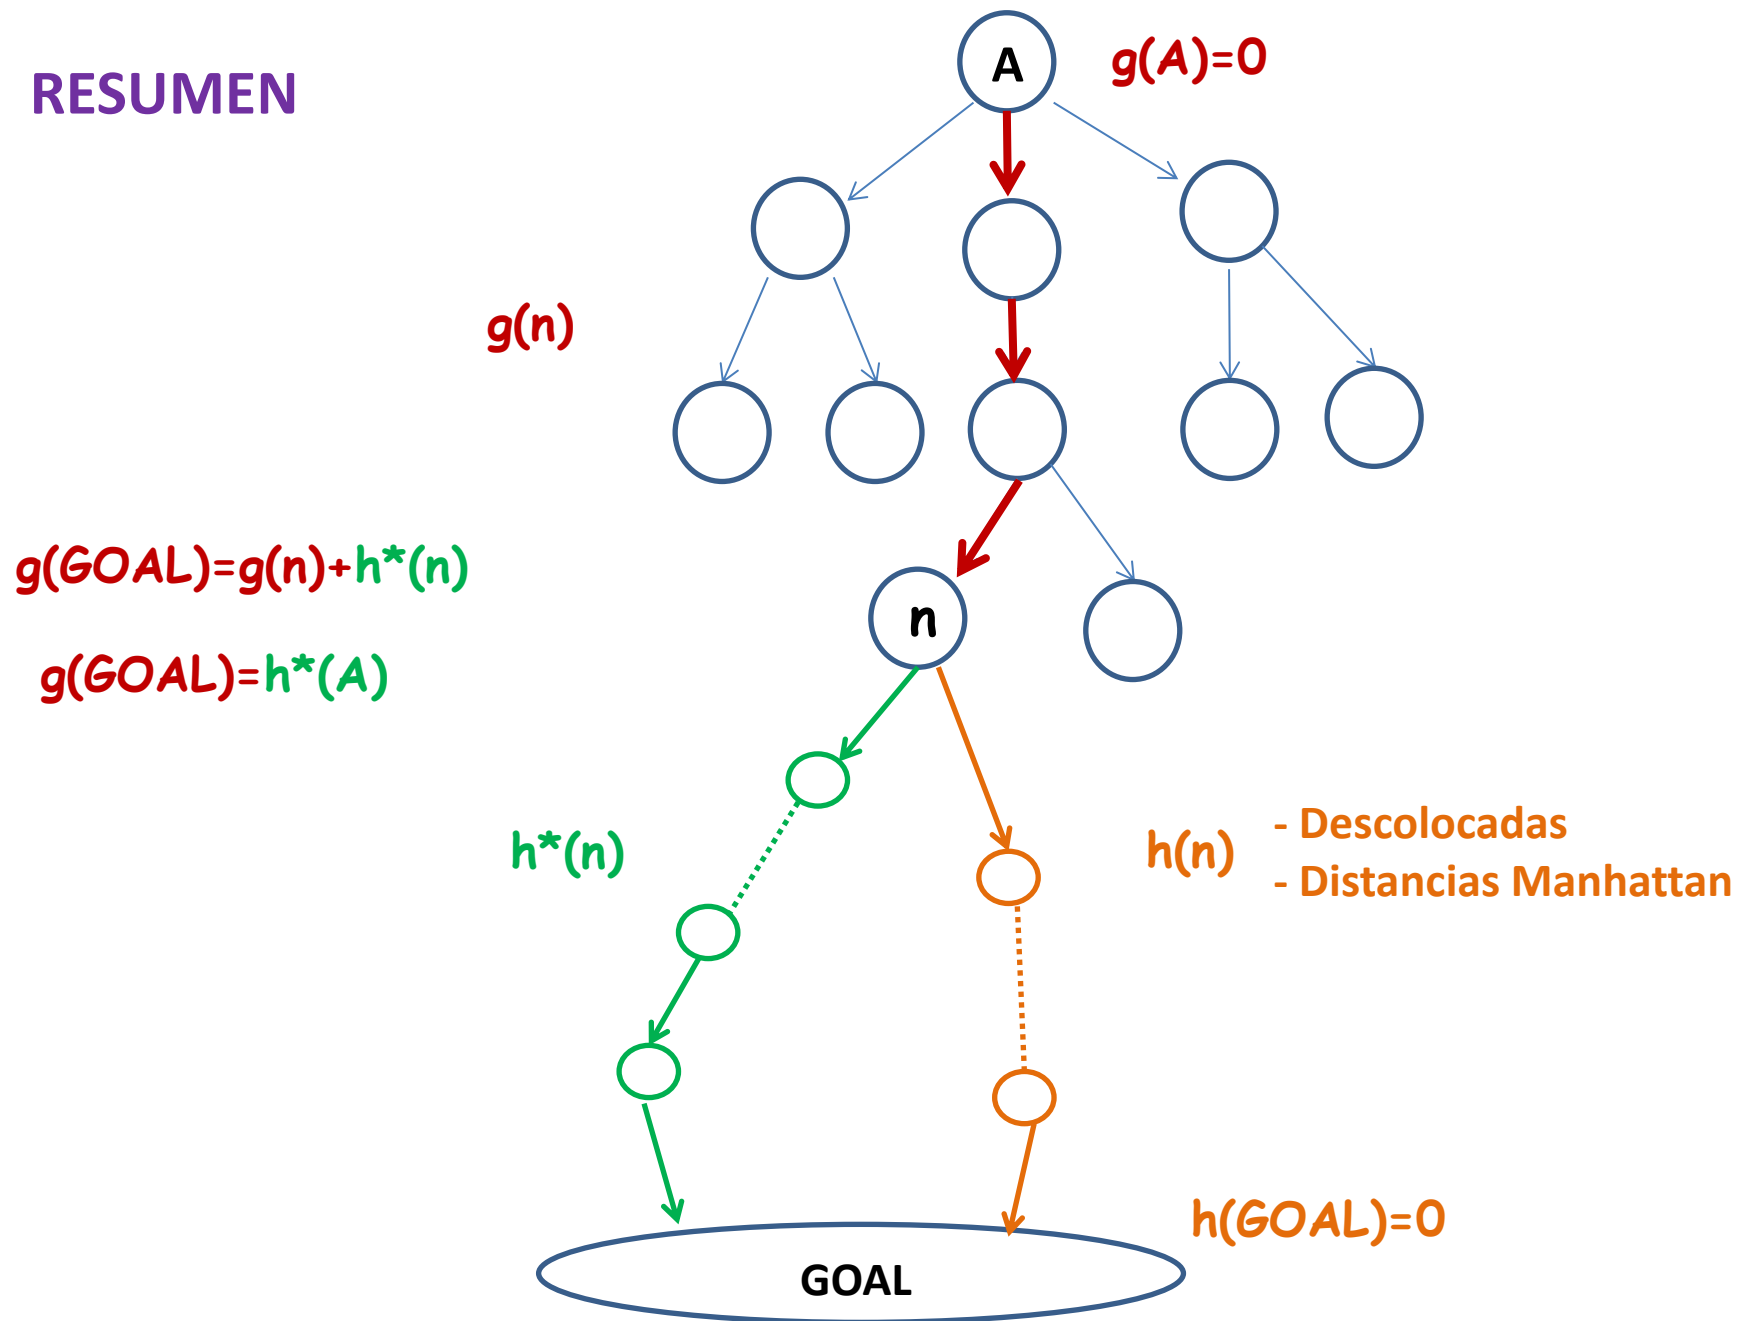 RESUMEN
A
g(A)=0
g(n)
g(GOAL)=g(n)+h*(n)
n
g(GOAL)=h*(A)
h*(n)
h(n)
- Descolocadas
- Distancias Manhattan
h(GOAL)=0
GOAL